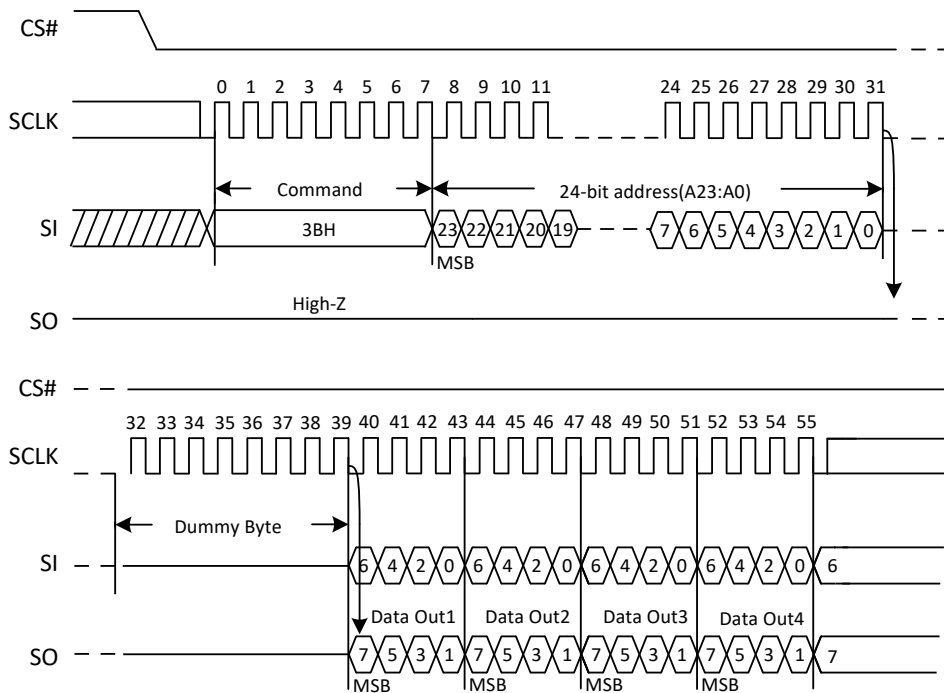 CS#
0 1 2 3 4 5 6 7 8 9 10 11 24 25 26 27 28 29 30 31
SCLK
Command 24-bit address(A23:A0)
SI 3BH 23 22 21 20 19 7 6 5 4 3 2 1 0
MSB
High-Z
SO
CS#
32 33 34 35 36 37 38 39 40 41 42 43 44 45 46 47 48 49 50 51 52 53 54 55
SCLK
Dummy Byte
SI 6 4 2 0 6 4 2 0 6 4 2 0 6 4 2 0 6
Data Out1 Data Out2 Data Out3 Data Out4
SO 7 5 3 1 7 5 3 1 7 5 3 1 7 5 3 1 7
MSB MSB MSB MSB